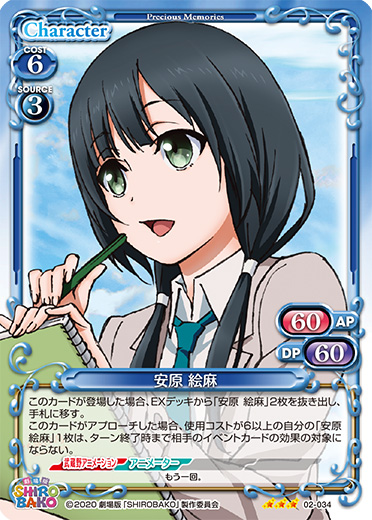 Precious Memories
Character
COST
6
SOURCE
3
60 AP
DP 60
安原 絵麻
このカードが登場した場合、EXデッキから「安原 絵麻」2枚を抜き出し、
手札に移す。
このカードがアプローチした場合、使用コストが6以上の自分の「安原
絵麻」1枚は、ターン終了時まで相手のイベントカードの効果の対象に
ならない。
武蔵野アニメーション アニメーター
もう一回。
劇場版
SHIRO
BAKO
©2020 劇場版「SHIROBAKO」製作委員会
02-034